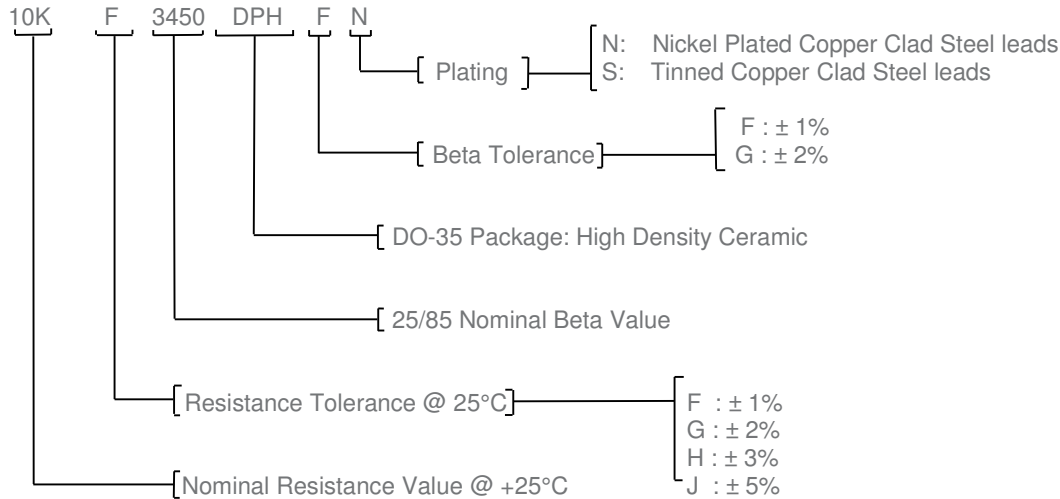 10K F 3450 DPH F N
N: Nickel Plated Copper Clad Steel leads
Plating
S: Tinned Copper Clad Steel leads
F : ± 1%
Beta Tolerance
G : ± 2%
DO-35 Package: High Density Ceramic
25/85 Nominal Beta Value
Resistance Tolerance @ 25°C
F : ± 1%
G : ± 2%
H : ± 3%
Nominal Resistance Value @ +25°C
J : ± 5%